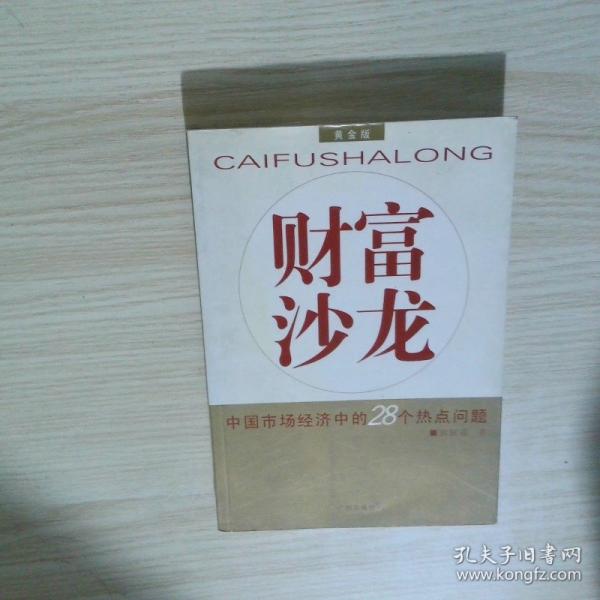 黄金版
CAIFUSHALONG
财富
沙龙
中国市场经济中的28个热点问题
孔夫子旧书网
www.kongfz.com